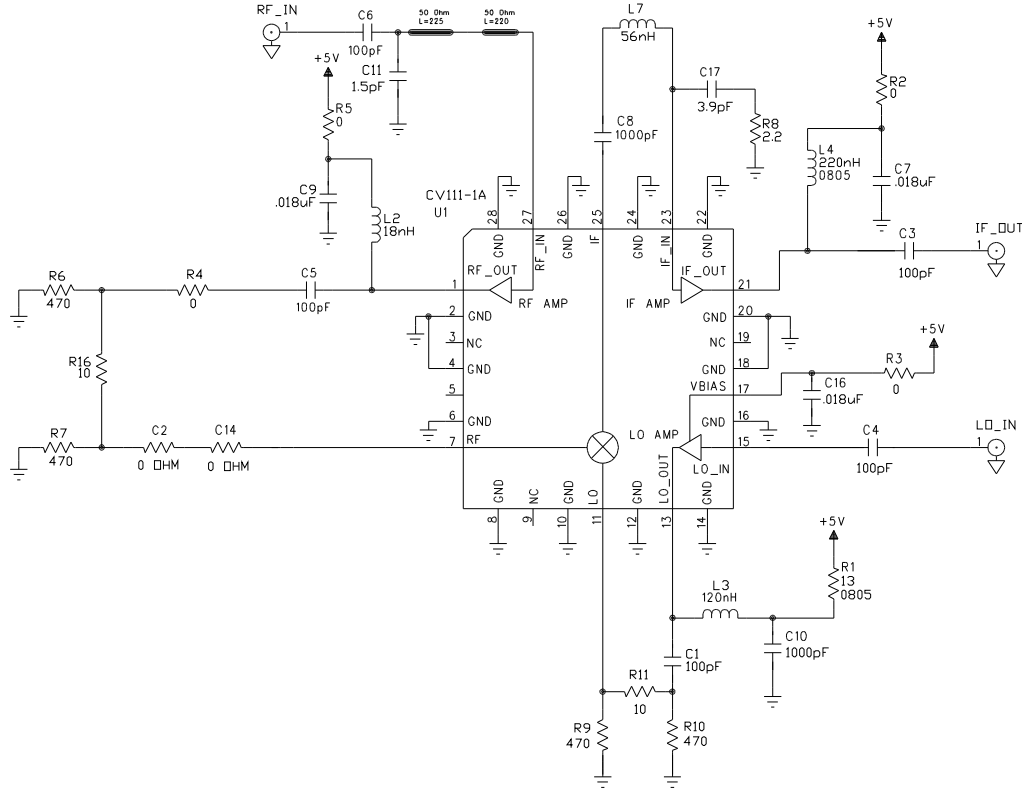 RF_IN
1
C6
100pF
50 Ohm
L=225
50 Ohm
L=220
C11
1.5pF
+5V
R5
0
C9
.018uF
L2
18nH
L7
56nH
C17
3.9pF
R8
2.2
C8
1000pF
+5V
R2
0
L4
220nH
0805
C7
.018uF
C3
100pF
IF_OUT
1
CV111-1A
U1
28
27
26
25
24
23
22
GND
RF_IN
GND
IF
GND
IF_IN
GND
R6
470
R4
0
C5
100pF
1
RF_OUT
RF AMP
IF AMP
IF_OUT
21
2
GND
GND
20
3
NC
NC
19
4
GND
GND
18
5
VBIAS
17
6
GND
GND
16
7
RF
LO AMP
LO_IN
15
R16
10
R7
470
C2
0 OHM
C14
0 OHM
C16
.018uF
R3
0
+5V
C4
100pF
LO_IN
1
GND
NC
GND
LO
GND
LO_OUT
GND
8
9
10
11
12
13
14
+5V
R1
13
0805
L3
120nH
C10
1000pF
C1
100pF
R11
10
R9
470
R10
470